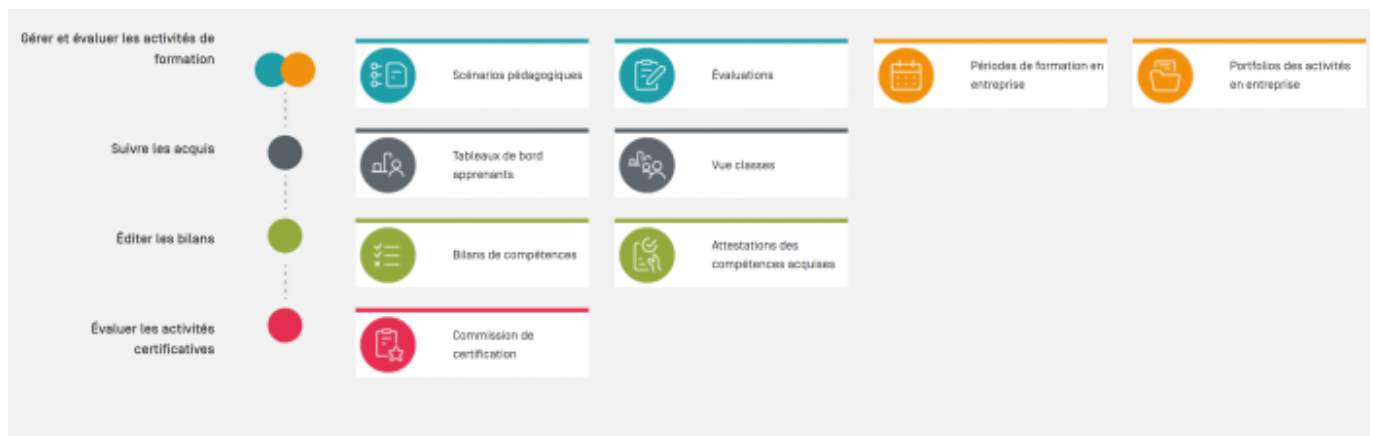 Gérer et évaluer les activités de
formation
Scénarios pédagogiques
Évaluations
Périodes de formation en
entreprise
Portfolios des activités
en entreprise
Suivre les acquis
Tableaux de bord
apprenants
Vue classes
Éditer les bilans
Bilans de compétences
Attestations des
compétences acquises
Évaluer les activités
certificatives
Commission de
certification